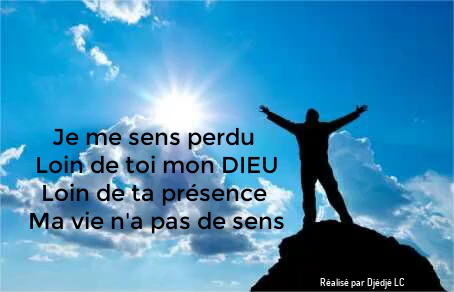 Je me sens perdu
Loin de toi mon DIEU
Loin de ta présence
Ma vie n'a pas de sens
Réalisé par Djédjé LC